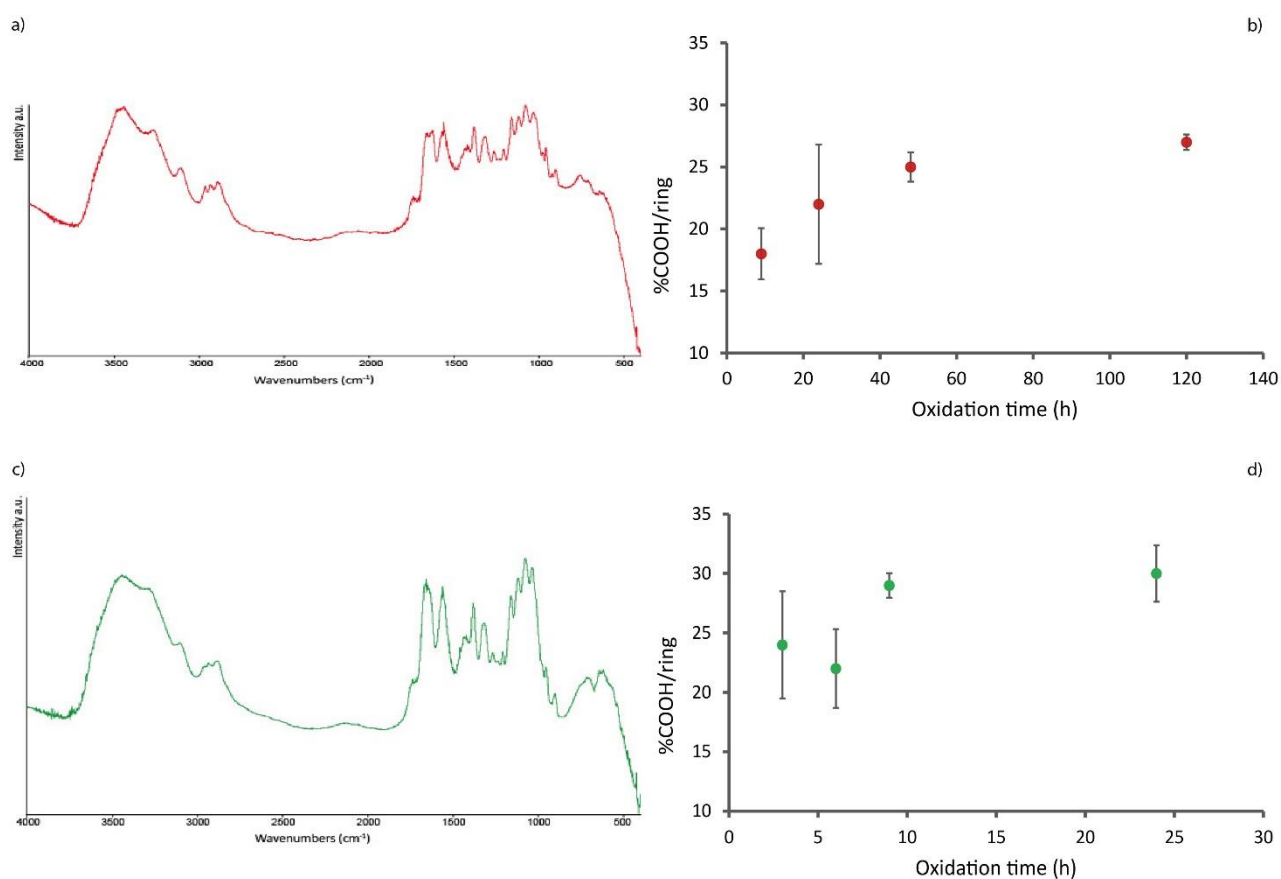 a)
Intensity a.u.
4000 3500 3000 2500 2000 1500 1000 500
Wavenumbers (cm⁻¹)
b)
%COOH/ring
35
30
25
20
15
10
0 20 40 60 80 100 120 140
Oxidation time (h)
c)
Intensity a.u.
4000 3500 3000 2500 2000 1500 1000 500
Wavenumbers (cm⁻¹)
d)
%COOH/ring
35
30
25
20
15
10
0 5 10 15 20 25 30
Oxidation time (h)